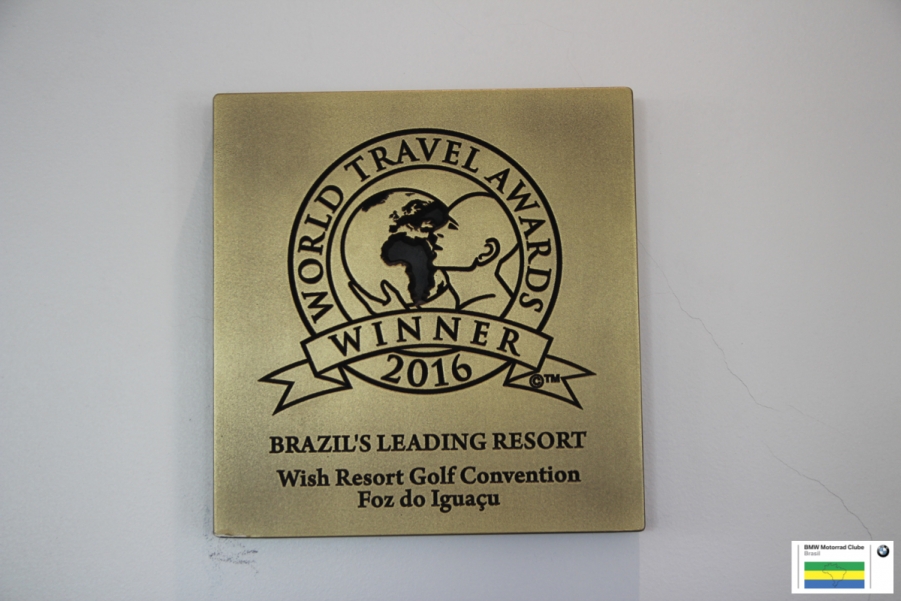 WORLD TRAVEL AWARDS
WINNER
2016
©™
BRAZIL'S LEADING RESORT
Wish Resort Golf Convention
Foz do Iguaçu
BMW Motorrad Clube
Brasil